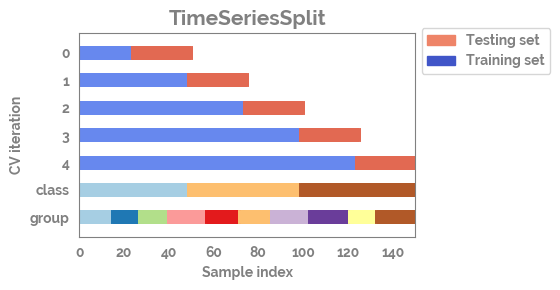 TimeSeriesSplit
Testing set
Training set
0
1
2
3
4
class
group
CV iteration
0 20 40 60 80 100 120 140
Sample index